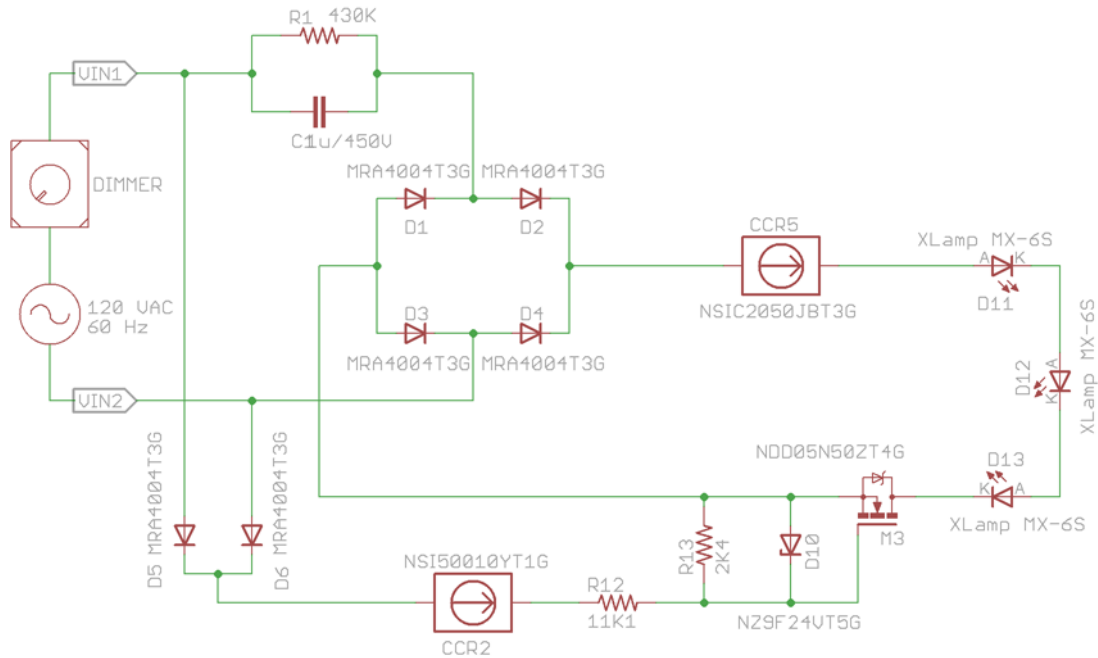 R1 430K
VIN1
C1u/450V
MRA4004T3G MRA4004T3G
DIMMER
D1 D2
CCR5
XLamp MX-6S
A K
D11
120 VAC
60 Hz
D3 D4
NSIC2050JBT3G
MRA4004T3G MRA4004T3G
D12
A
K
XLamp MX-6S
VIN2
D5 MRA4004T3G
D6 MRA4004T3G
NDD05N50ZT4G
D13
K A
XLamp MX-6S
M3
R13
2K4
D10
NSI50010YT1G
R12
11K1
NZ9F24VT5G
CCR2